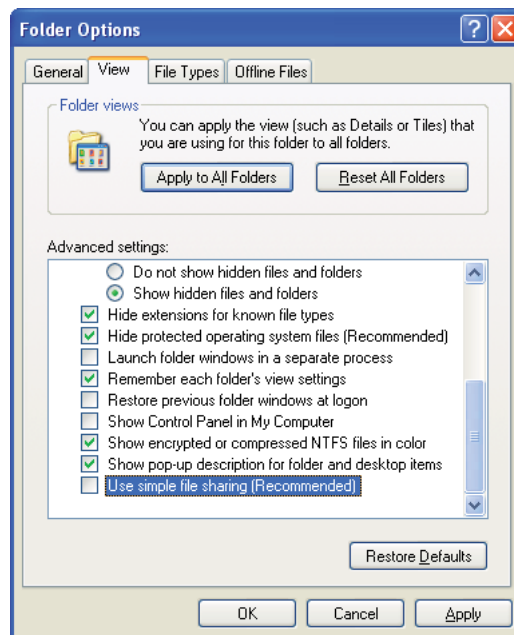 Folder Options
General View File Types Offline Files
Folder views
You can apply the view (such as Details or Tiles) that
you are using for this folder to all folders.
Apply to All Folders Reset All Folders
Advanced settings:
Do not show hidden files and folders
Show hidden files and folders
Hide extensions for known file types
Hide protected operating system files (Recommended)
Launch folder windows in a separate process
Remember each folder's view settings
Restore previous folder windows at logon
Show Control Panel in My Computer
Show encrypted or compressed NTFS files in color
Show pop-up description for folder and desktop items
Use simple file sharing (Recommended)
Restore Defaults
OK Cancel Apply